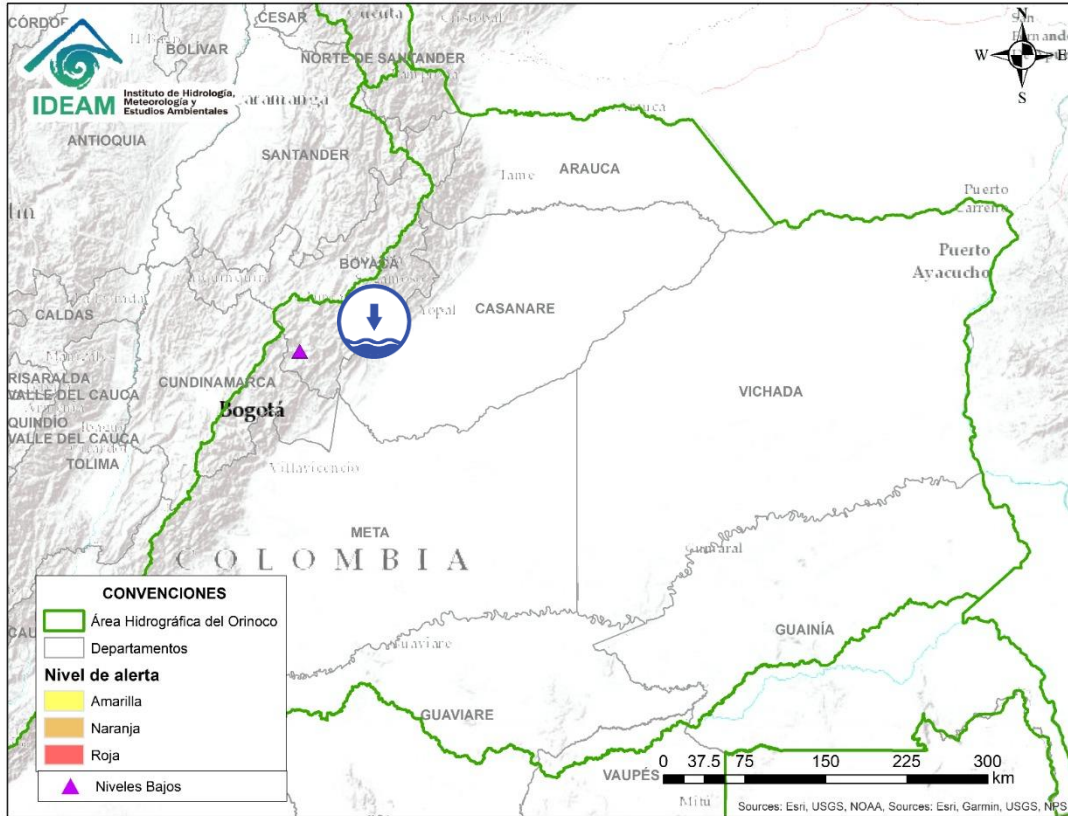 CESAR
BOLÍVAR
NORTE DE SANTANDER
N
W
E
S
IDEAM
Instituto de Hidrología,
Meteorología y
Estudios Ambientales
ANTIOQUIA
SANTANDER
ARAUCA
Tame
Puerto
Carreño
Puerto
Ayacucho
BOYACÁ
Yopal
CASANARE
CALDAS
VICHADA
RISARALDA
VALLE DEL CAUCA
CUNDINAMARCA
Bogotá
QUINDÍO
VALLE DEL CAUCA
TOLIMA
Villavicencio
META
COLOMBIA
CONVENCIONES
Área Hidrográfica del Orinoco
Departamentos
Nivel de alerta
Amarilla
Naranja
Roja
Niveles Bajos
GUAINÍA
GUAVIARE
VAUPÉS
Mitú
0 37.5 75 150 225 300
km
Sources: Esri, USGS, NOAA, Sources: Esri, Garmin, USGS, NPS